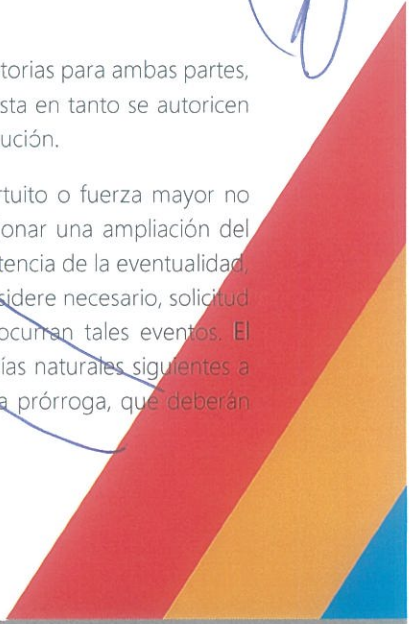 torias para ambas partes,
sta en tanto se autoricen
ución.
rtuito o fuerza mayor no
onar una ampliación del
tencia de la eventualidad,
sidere necesario, solicitud
ocurran tales eventos. El
ías naturales siguientes a
a prórroga, que deberán